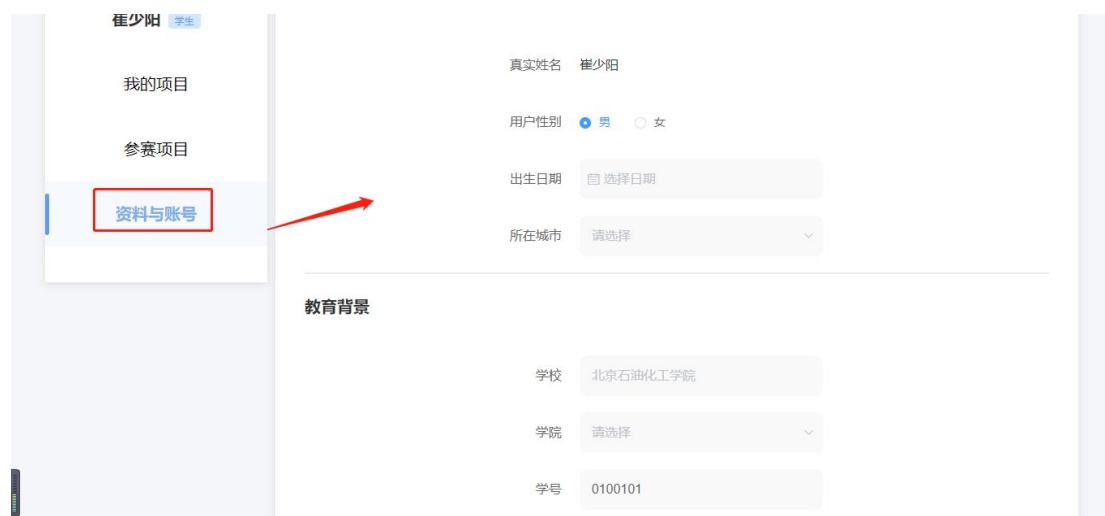 崔少阳 学生
我的项目
参赛项目
资料与账号
真实姓名 崔少阳
用户性别 男 女
出生日期 选择日期
所在城市 请选择
教育背景
学校 北京石油化工学院
学院 请选择
学号 0100101